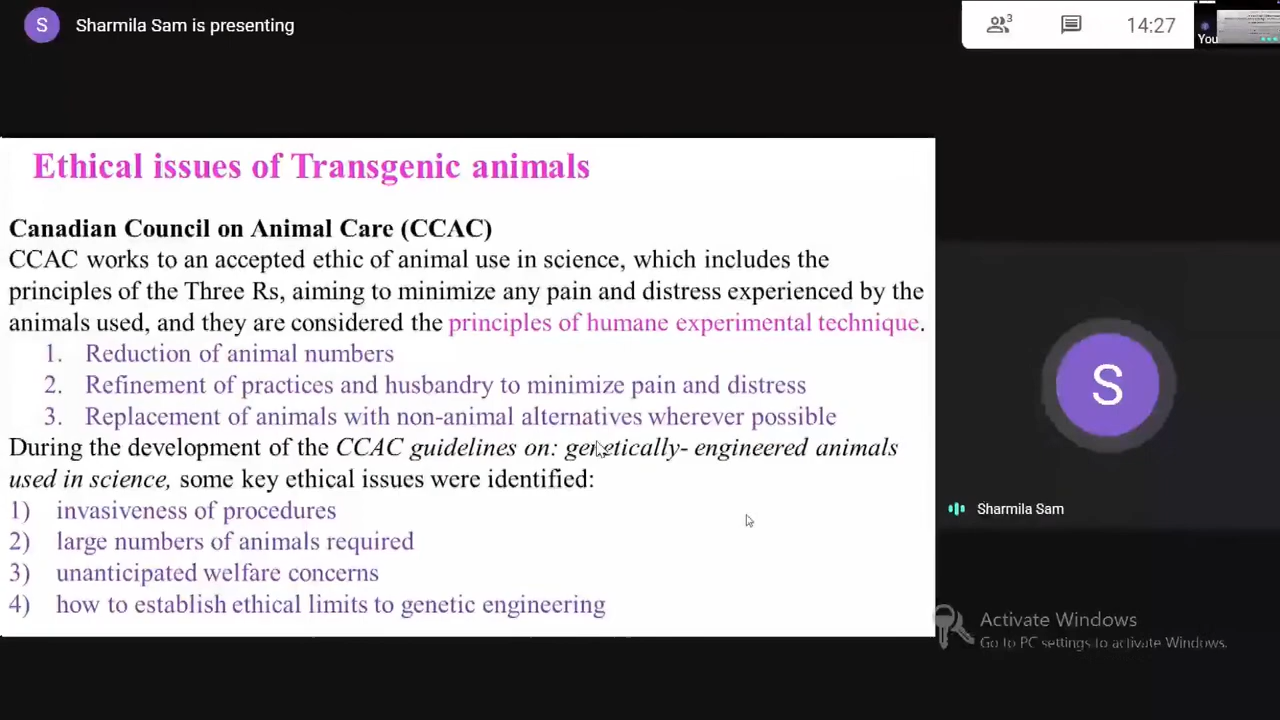 S
Sharmila Sam is presenting
3
14:27
You
Ethical issues of Transgenic animals
Canadian Council on Animal Care (CCAC)
CCAC works to an accepted ethic of animal use in science, which includes the
principles of the Three Rs, aiming to minimize any pain and distress experienced by the
animals used, and they are considered the principles of humane experimental technique.
1. Reduction of animal numbers
2. Refinement of practices and husbandry to minimize pain and distress
3. Replacement of animals with non-animal alternatives wherever possible
During the development of the CCAC guidelines on: genetically- engineered animals
used in science, some key ethical issues were identified:
1) invasiveness of procedures
2) large numbers of animals required
3) unanticipated welfare concerns
4) how to establish ethical limits to genetic engineering
S
Sharmila Sam
Activate Windows
Go to PC settings to activate Windows.